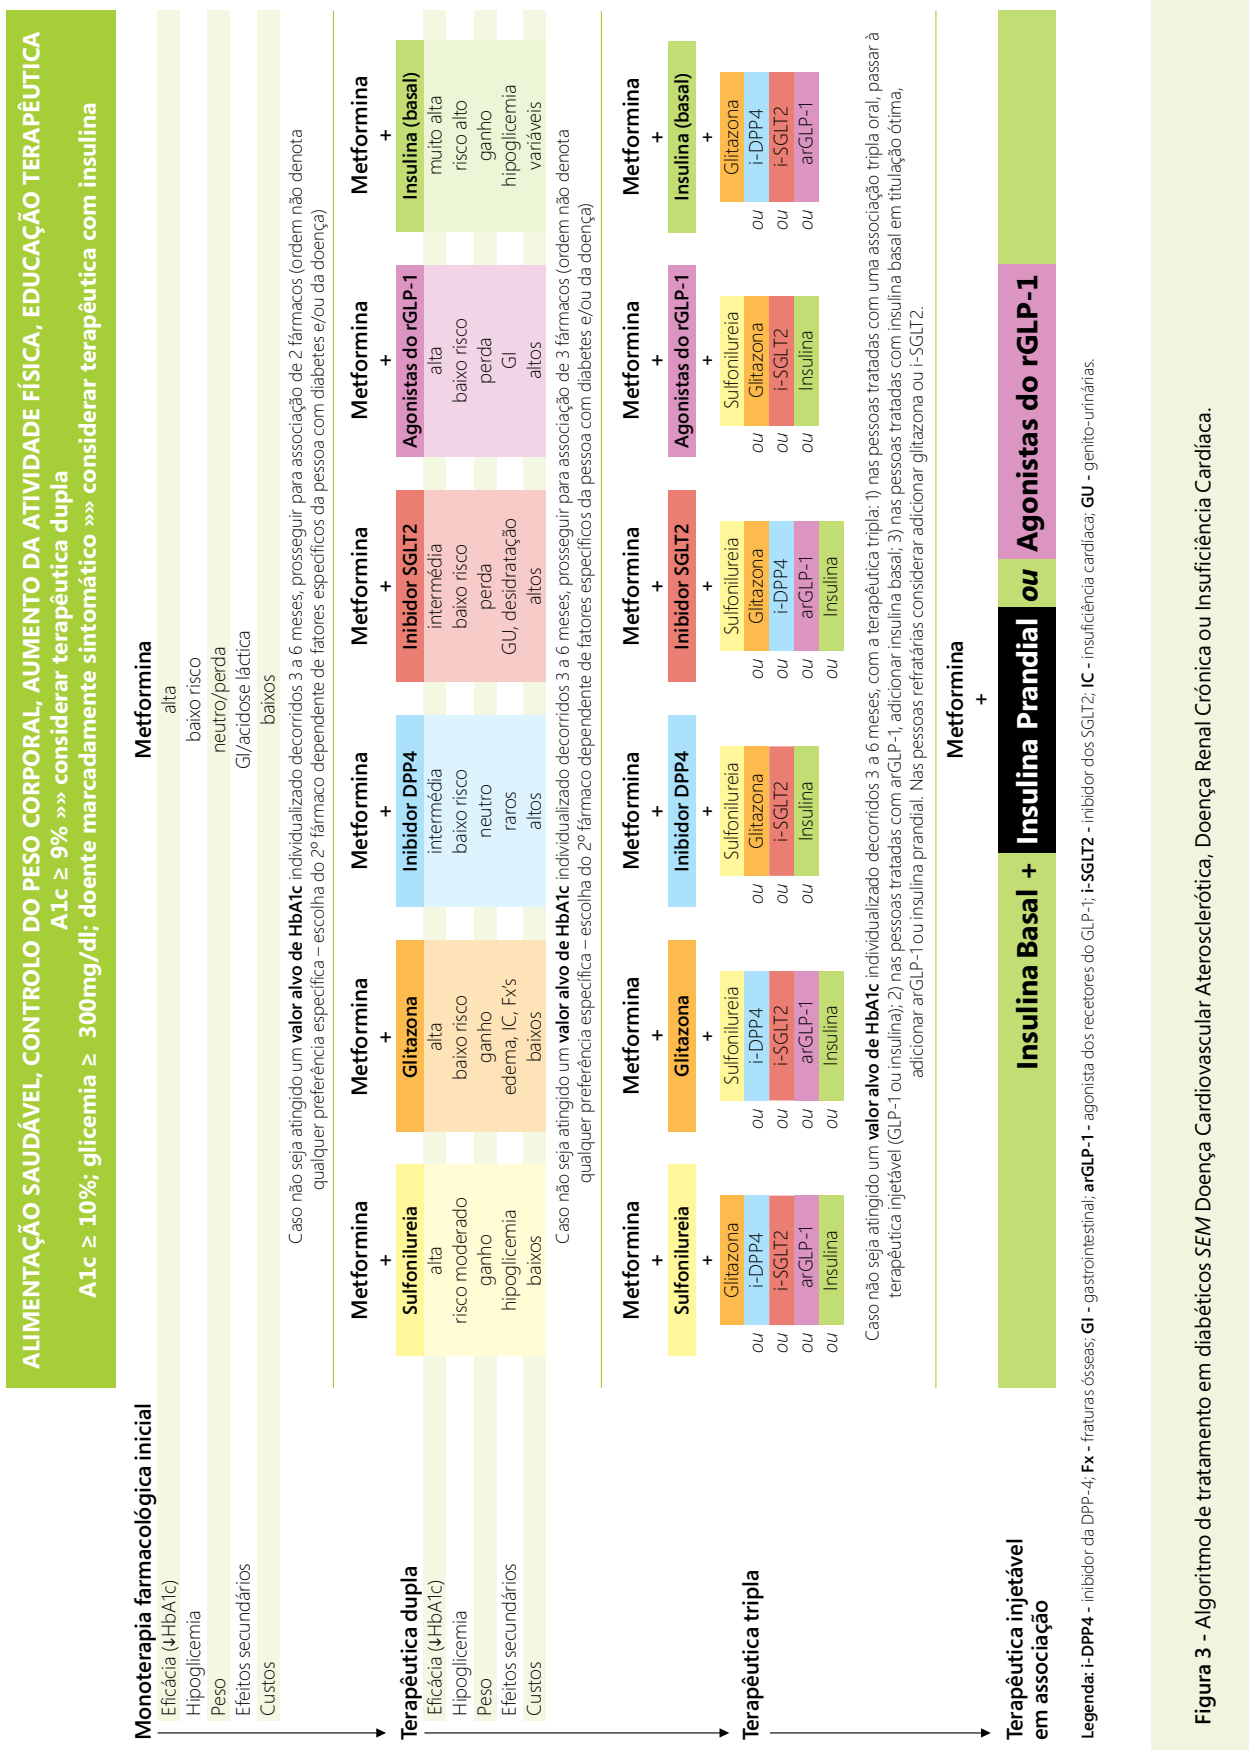 ALIMENTAÇÃO SAUDÁVEL, CONTROLO DO PESO CORPORAL, AUMENTO DA ATIVIDADE FÍSICA, EDUCAÇÃO TERAPÊUTICA
A1c ≥ 9% »»» considerar terapêutica dupla
A1c ≥ 10%; glicemia ≥ 300mg/dl; doente marcadamente sintomático »»» considerar terapêutica com insulina
Monoterapia farmacológica inicial
Metformina
Eficácia (↓HbA1c) alta
Hipoglicemia baixo risco
Peso neutro/perda
Efeitos secundários GI/acidose láctica
Custos baixos
Caso não seja atingido um valor alvo de HbA1c individualizado decorridos 3 a 6 meses, prosseguir para associação de 2 fármacos (ordem não denota
qualquer preferência específica – escolha do 2º fármaco dependente de fatores específicos da pessoa com diabetes e/ou da doença)
Metformina Metformina Metformina Metformina Metformina Metformina
+ + + + + +
Terapêutica dupla Sulfonilureia Glitazona Inibidor DPP4 Inibidor SGLT2 Agonistas do rGLP-1 Insulina (basal)
Eficácia (↓HbA1c) alta alta intermédia intermédia alta muito alta
Hipoglicemia risco moderado baixo risco baixo risco baixo risco baixo risco risco alto
Peso ganho ganho neutro perda perda ganho
Efeitos secundários hipoglicemia edema, IC, Fx's raros GU, desidratação GI hipoglicemia
Custos baixos baixos altos altos altos variáveis
Caso não seja atingido um valor alvo de HbA1c individualizado decorridos 3 a 6 meses, prosseguir para associação de 3 fármacos (ordem não denota
qualquer preferência específica – escolha do 2º fármaco dependente de fatores específicos da pessoa com diabetes e/ou da doença)
Metformina Metformina Metformina Metformina Metformina Metformina
+ + + + + +
Sulfonilureia Glitazona Inibidor DPP4 Inibidor SGLT2 Agonistas do rGLP-1 Insulina (basal)
+ + + + + +
Terapêutica tripla
Glitazona Sulfonilureia Sulfonilureia Sulfonilureia Sulfonilureia Glitazona
ou i-DPP4 ou i-DPP4 ou Glitazona ou Glitazona ou Glitazona ou i-DPP4
ou i-SGLT2 ou i-SGLT2 ou i-SGLT2 ou i-DPP4 ou i-SGLT2 ou i-SGLT2
ou arGLP-1 ou arGLP-1 ou Insulina ou arGLP-1 ou Insulina ou arGLP-1
ou Insulina ou Insulina ou Insulina
Caso não seja atingido um valor alvo de HbA1c individualizado decorridos 3 a 6 meses, com a terapêutica tripla: 1) nas pessoas tratadas com uma associação tripla oral, passar à
terapêutica injetável (GLP-1 ou insulina); 2) nas pessoas tratadas com arGLP-1, adicionar insulina basal; 3) nas pessoas tratadas com insulina basal em titulação ótima,
adicionar arGLP-1 ou insulina prandial. Nas pessoas refratárias considerar adicionar glitazona ou i-SGLT2.
Metformina
+
Terapêutica injetável
em associação
Insulina Basal + Insulina Prandial ou Agonistas do rGLP-1
Legenda: i-DPP4 - inibidor da DPP-4; Fx - fraturas ósseas; GI - gastrointestinal; arGLP-1 - agonista dos recetores do GLP-1; I-SGLT2 - inibidor dos SGLT2; IC - insuficiência cardíaca; GU - genito-urinárias.
Figura 3 - Algoritmo de tratamento em diabéticos SEM Doença Cardiovascular Aterosclerótica, Doença Renal Crónica ou Insuficiência Cardíaca.